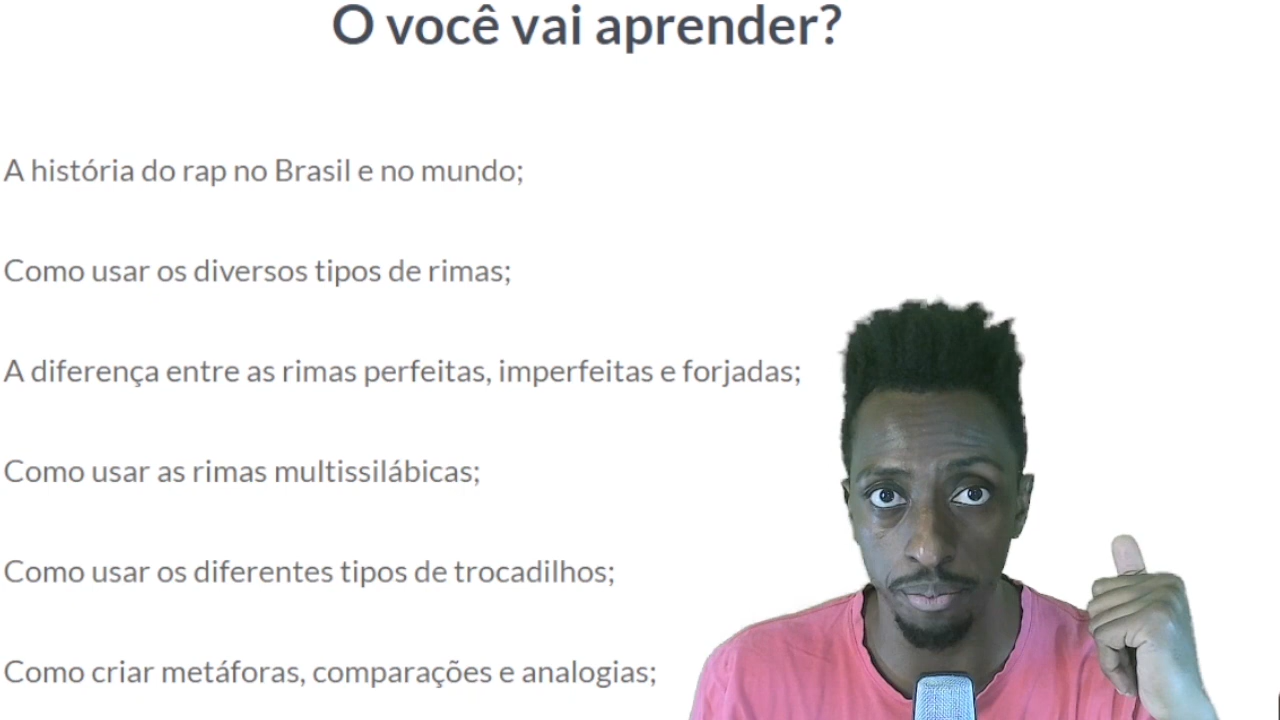 O você vai aprender?
A história do rap no Brasil e no mundo;
Como usar os diversos tipos de rimas;
A diferença entre as rimas perfeitas, imperfeitas e forjadas;
Como usar as rimas multissilábicas;
Como usar os diferentes tipos de trocadilhos;
Como criar metáforas, comparações e analogias;